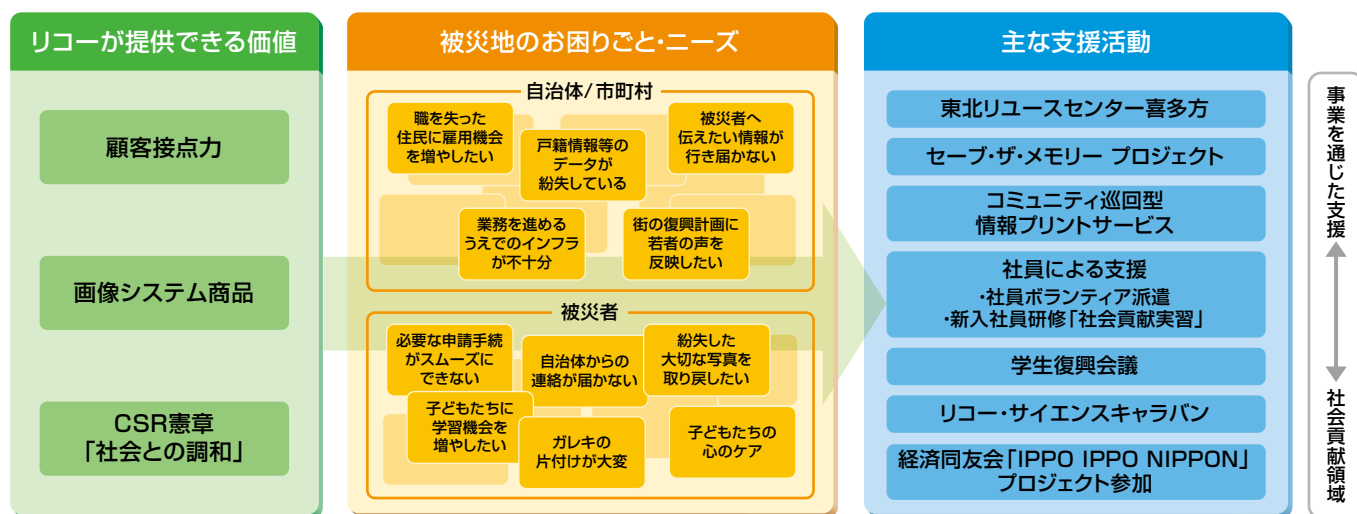 リコーが提供できる価値
顧客接点力
画像システム商品
CSR憲章
「社会との調和」
被災地のお困りごと・ニーズ
自治体/市町村
職を失った
住民に雇用機会
を増やしたい
戸籍情報等の
データが
紛失している
被災者へ
伝えたい情報が
行き届かない
業務を進める
うえでのインフラ
が不十分
街の復興計画に
若者の声を
反映したい
被災者
必要な申請手続
がスムーズに
できない
自治体からの
連絡が届かない
紛失した
大切な写真を
取り戻したい
子どもたちに
学習機会を
増やしたい
ガレキの
片付けが大変
子どもたちの
心のケア
主な支援活動
東北リユースセンター喜多方
セーブ・ザ・メモリー プロジェクト
コミュニティ巡回型
情報プリントサービス
社員による支援
・社員ボランティア派遣
・新入社員研修「社会貢献実習」
学生復興会議
リコー・サイエンスキャラバン
経済同友会「IPPO IPPO NIPPON」
プロジェクト参加
事業を通じた支援
社会貢献領域